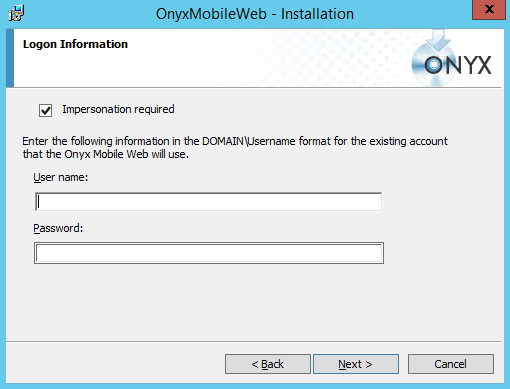 OnyxMobileWeb - Installation
x
Logon Information
ONYX
Impersonation required
Enter the following information in the DOMAIN\Username format for the existing account
that the Onyx Mobile Web will use.
User name:
Password:
< Back
Next >
Cancel